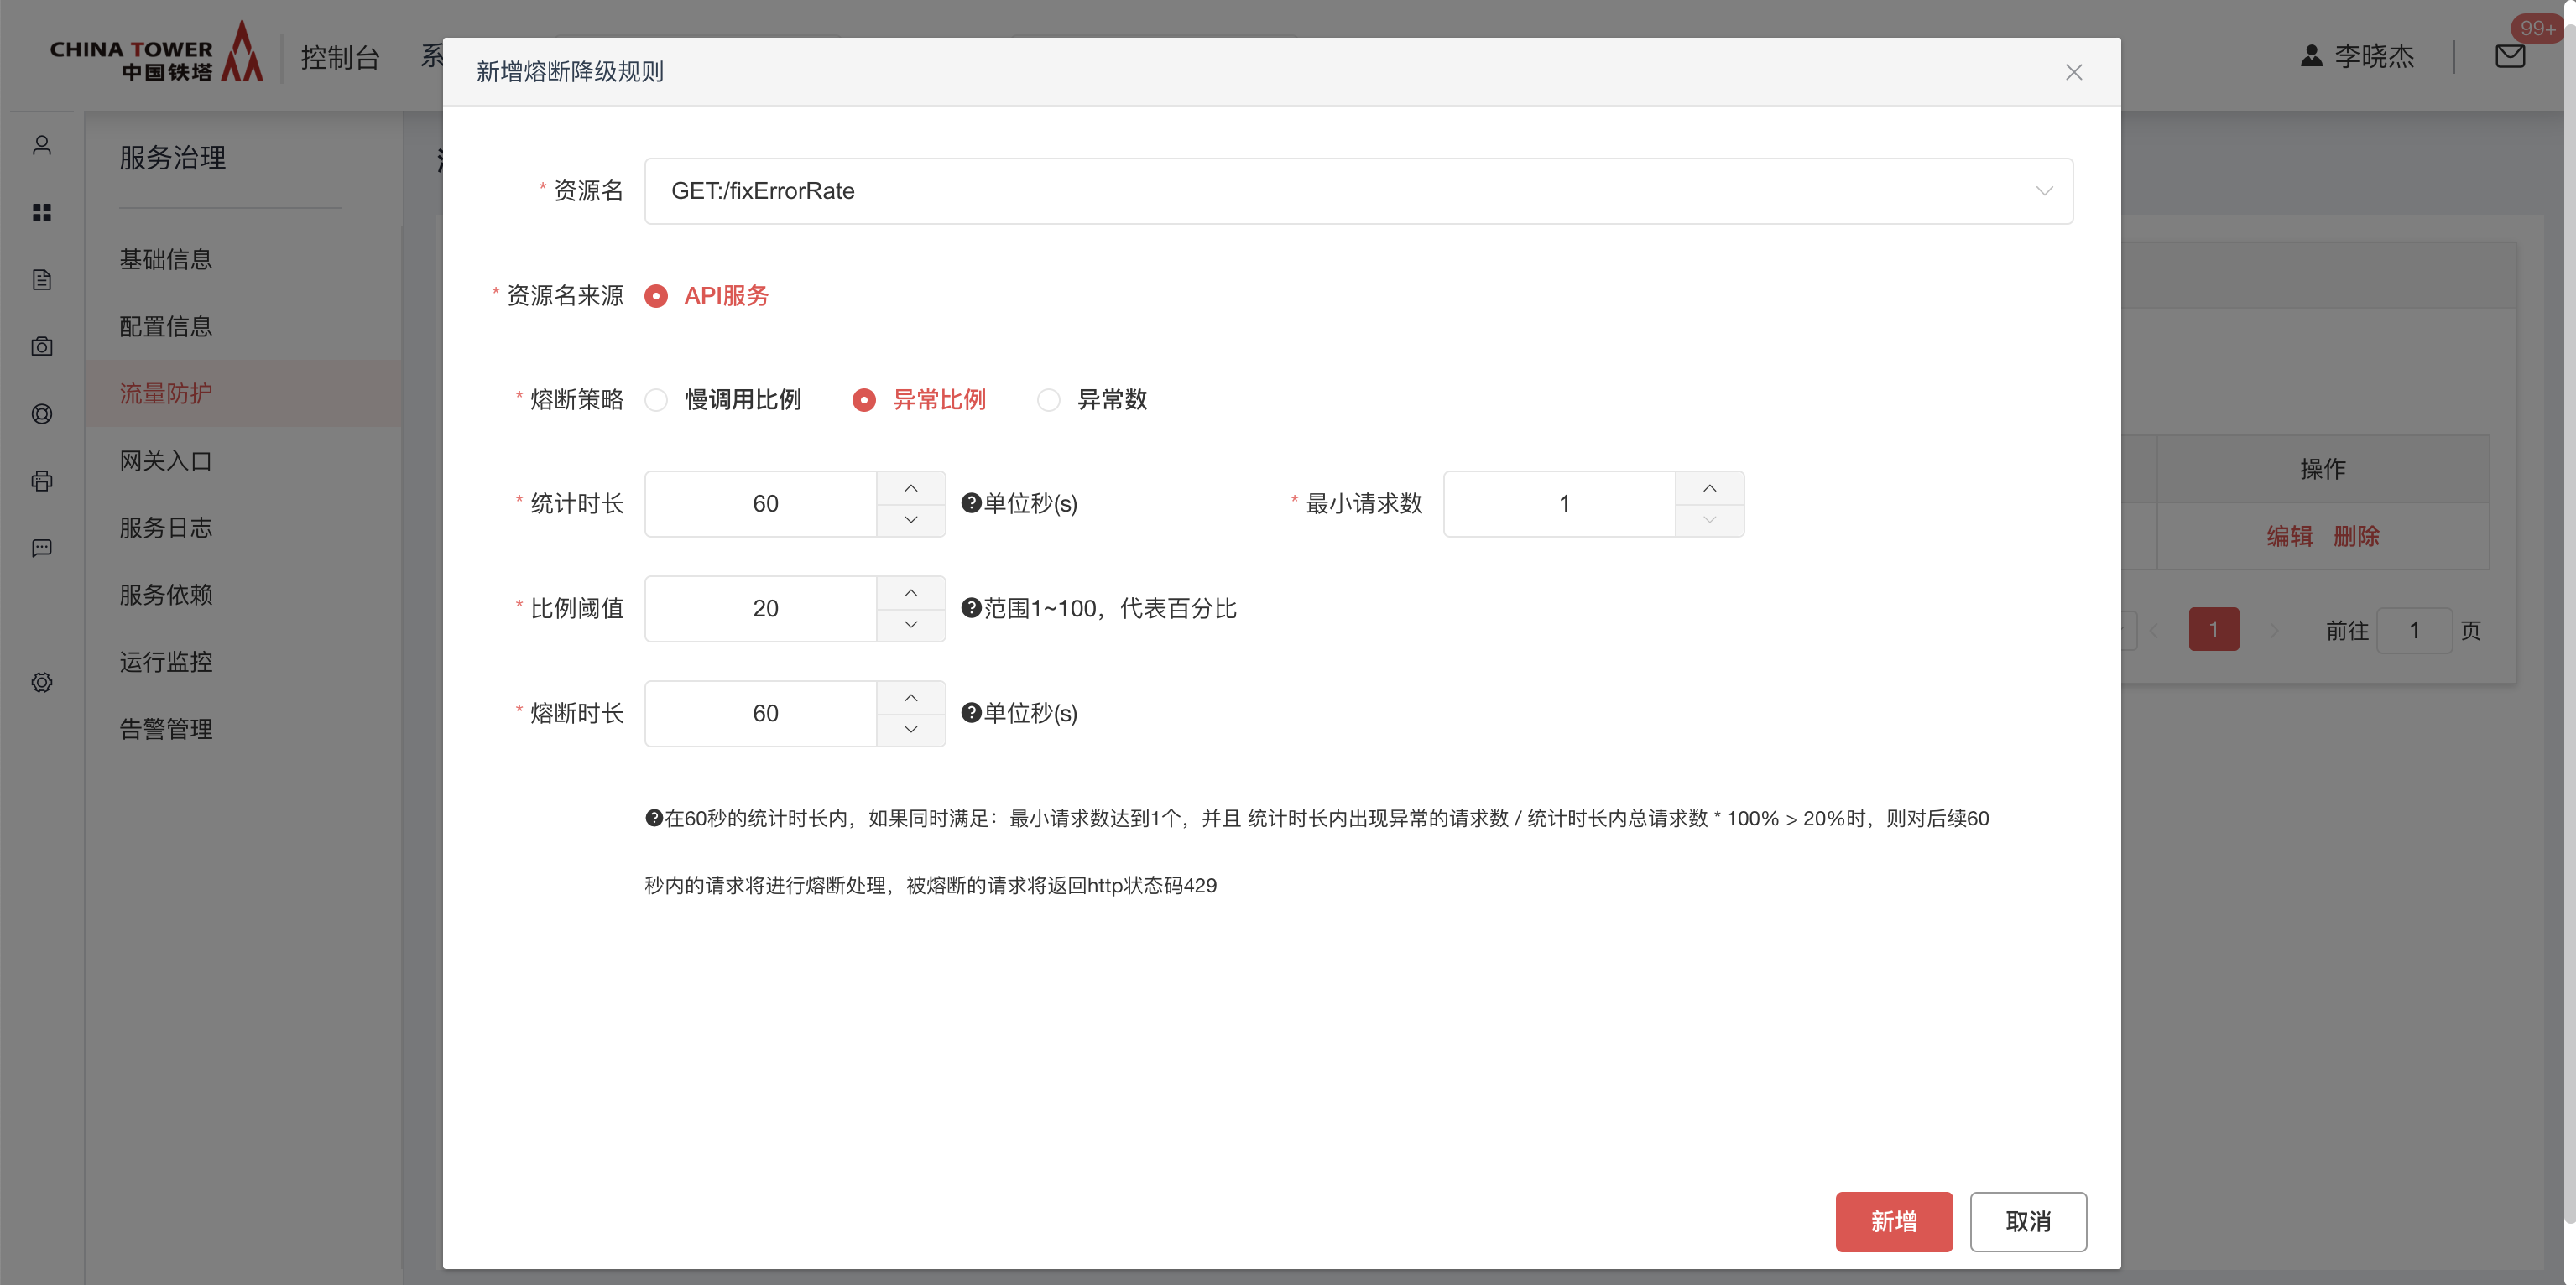 CHINA TOWER
中国铁塔
控制台
李晓杰
99+
服务治理
基础信息
配置信息
流量防护
网关入口
服务日志
服务依赖
运行监控
告警管理
新增熔断降级规则
* 资源名 GET:/fixErrorRate
* 资源名来源 API服务
* 熔断策略 慢调用比例 异常比例 异常数
* 统计时长 60 单位秒(s) * 最小请求数 1
* 比例阈值 20 范围1~100，代表百分比
* 熔断时长 60 单位秒(s)
在60秒的统计时长内，如果同时满足：最小请求数达到1个，并且 统计时长内出现异常的请求数 / 统计时长内总请求数 * 100% > 20%时，则对后续60
秒内的请求将进行熔断处理，被熔断的请求将返回http状态码429
新增 取消
操作
编辑 删除
1 前往 1 页